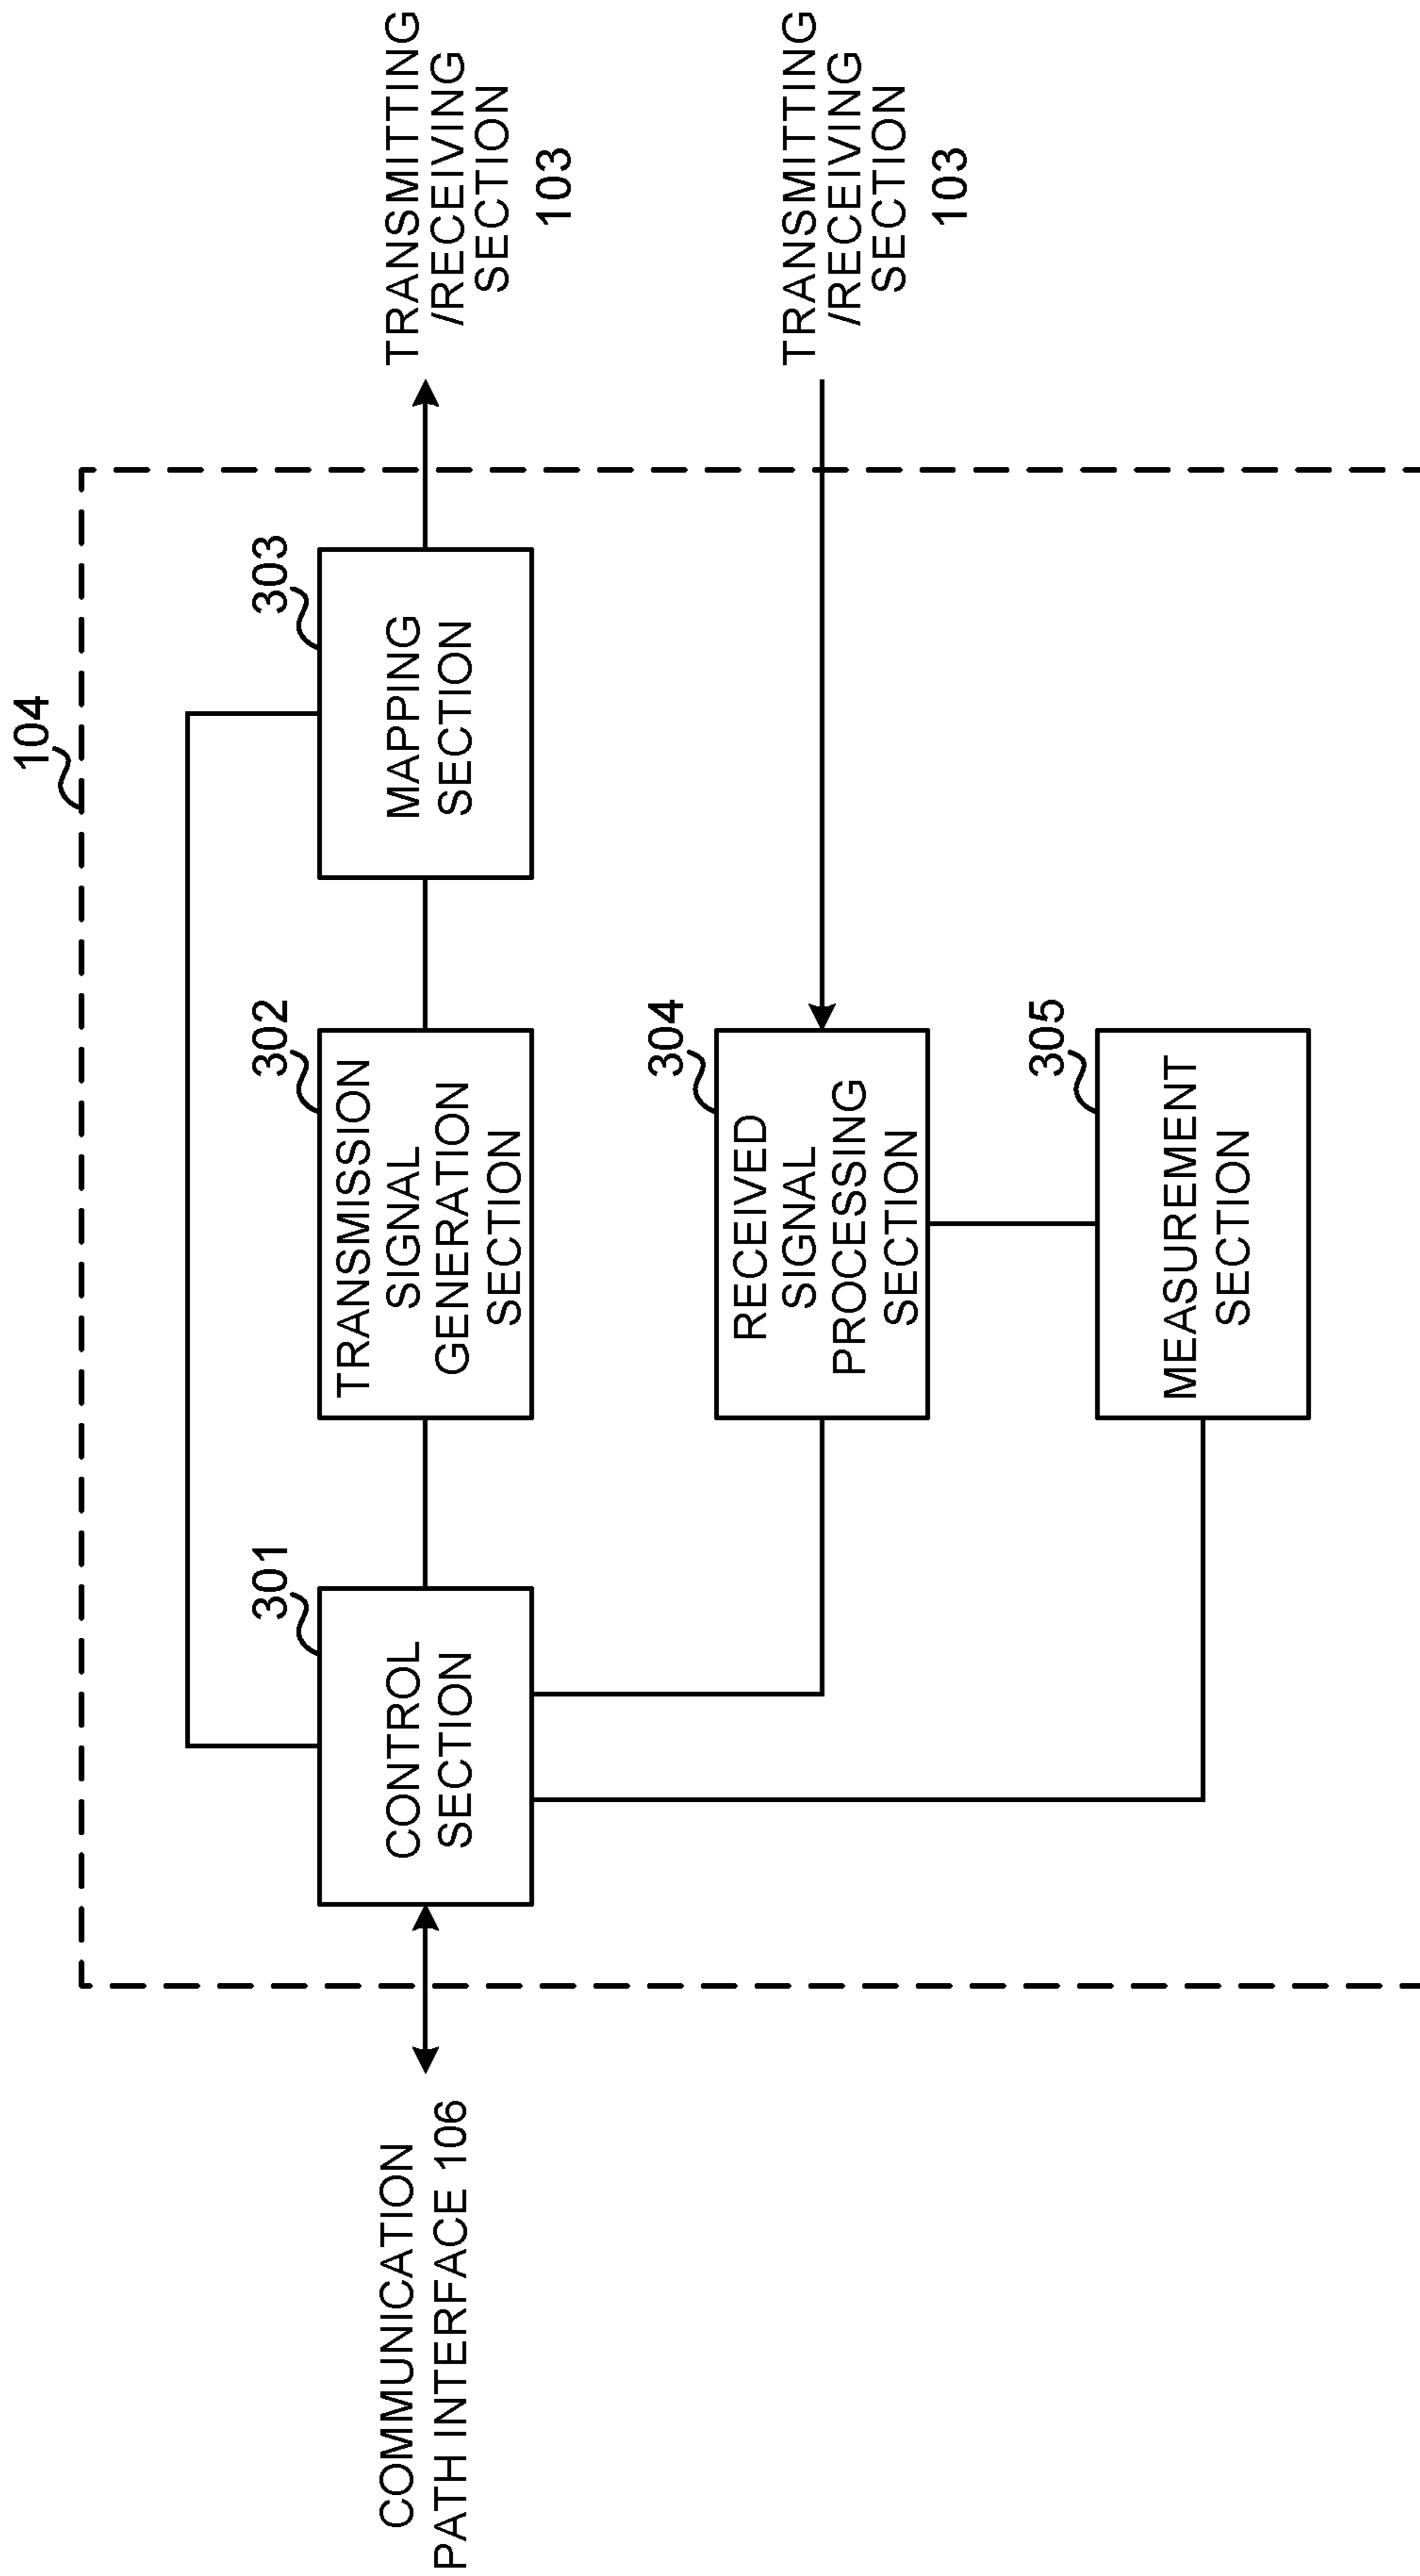 104
303
302
301
TRANSMITTING
/RECEIVING
SECTION
103
MAPPING
SECTION
TRANSMISSION
SIGNAL
GENERATION
SECTION
CONTROL
SECTION
COMMUNICATION
PATH INTERFACE 106
304
TRANSMITTING
/RECEIVING
SECTION
103
RECEIVED
SIGNAL
PROCESSING
SECTION
305
MEASUREMENT
SECTION